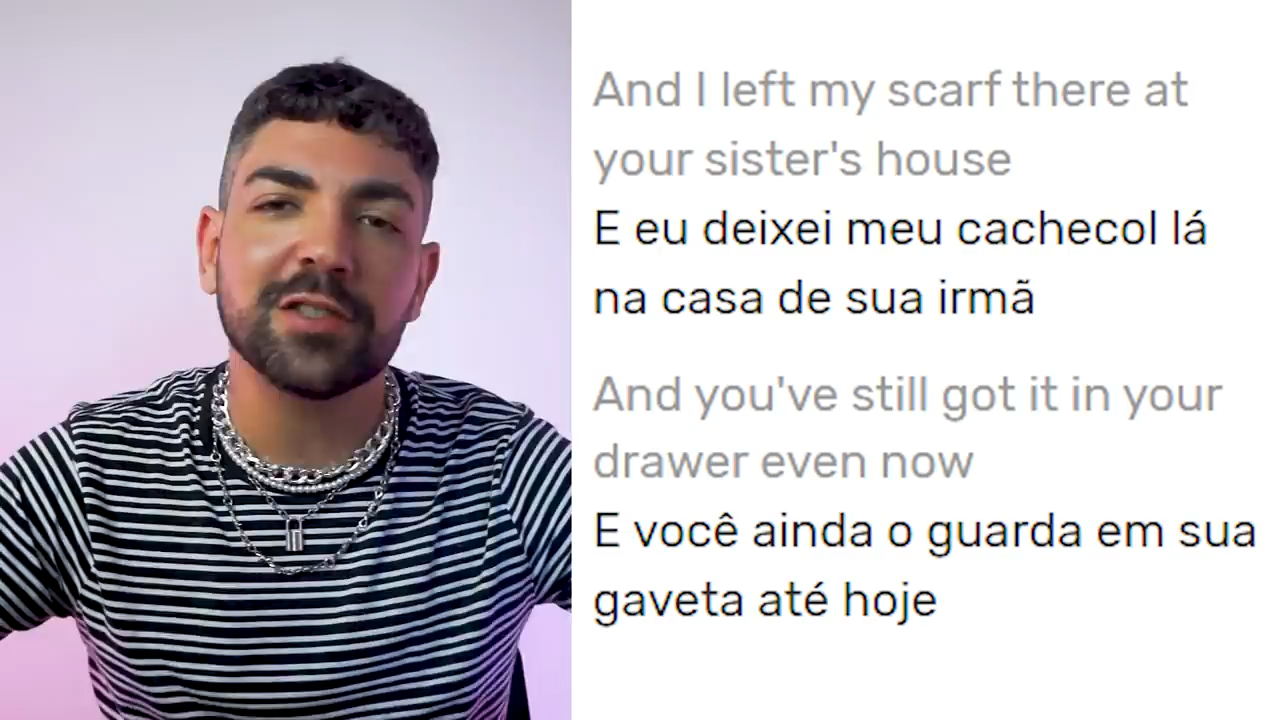 And I left my scarf there at
your sister's house
E eu deixei meu cachecol lá
na casa de sua irmã
And you've still got it in your
drawer even now
E você ainda o guarda em sua
gaveta até hoje